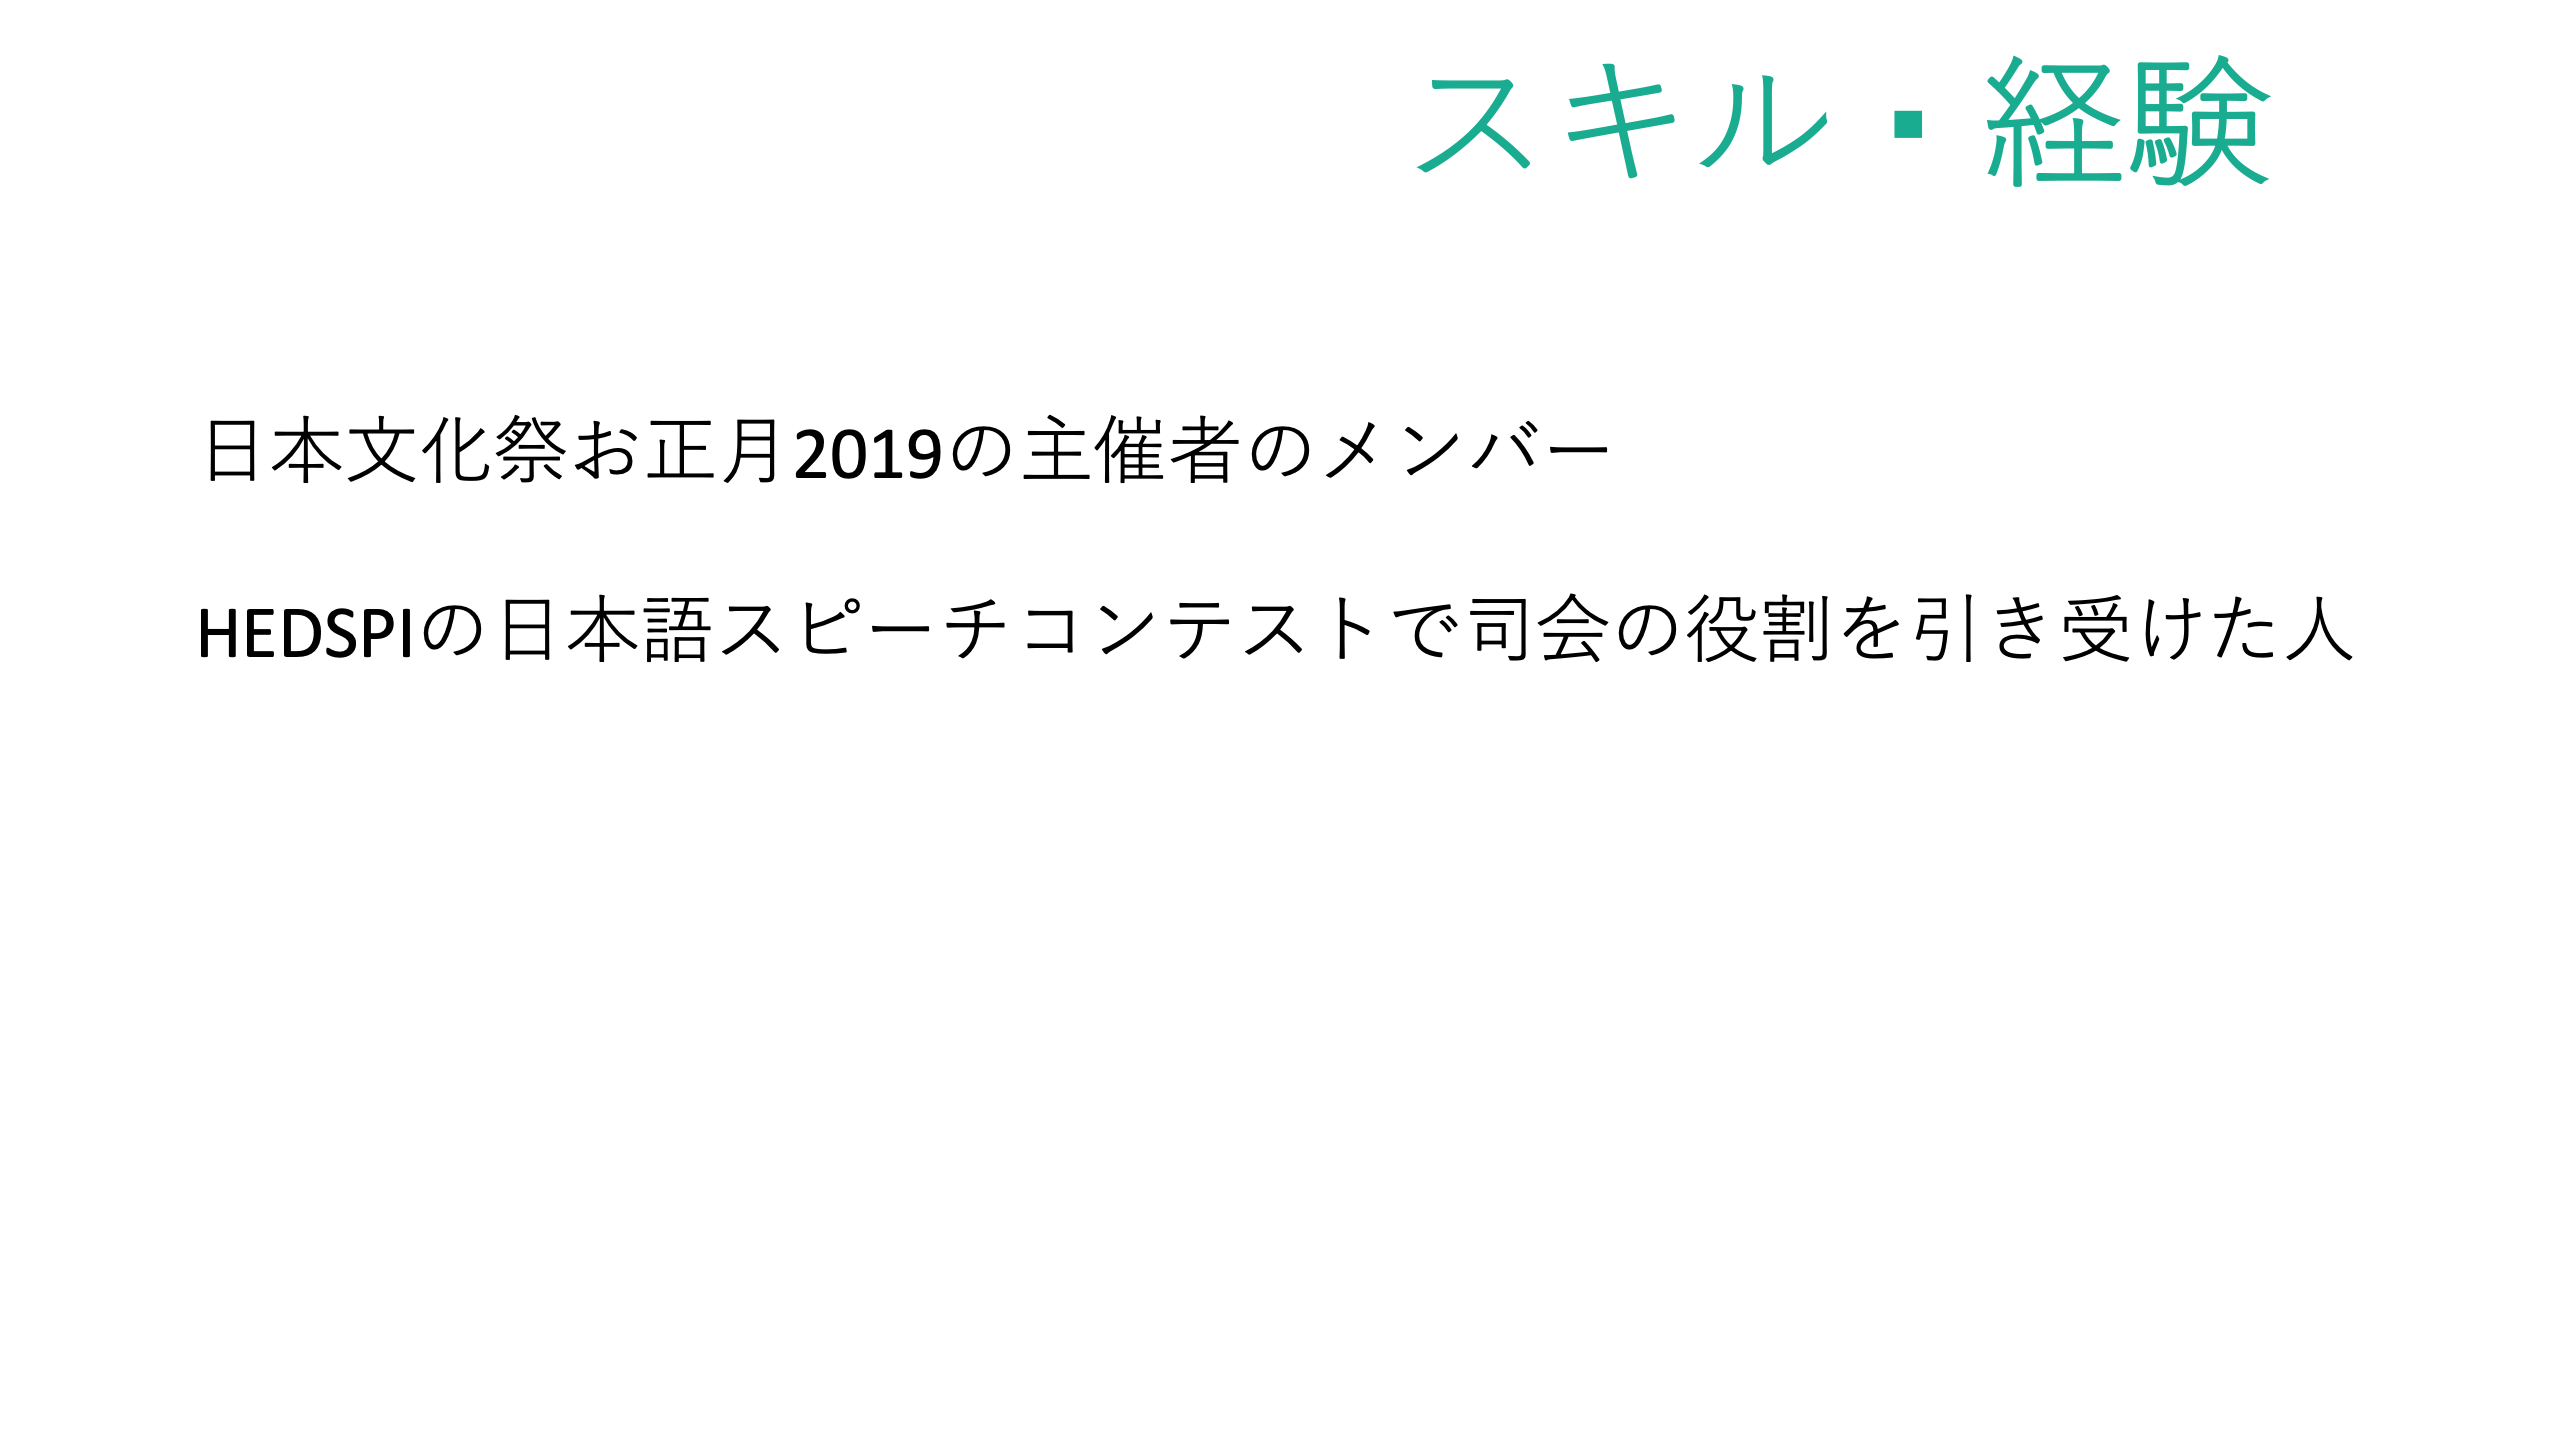 スキル・経験
日本文化祭お正月2019の主催者のメンバー
HEDSPIの日本語スピーチコンテストで司会の役割を引き受けた人